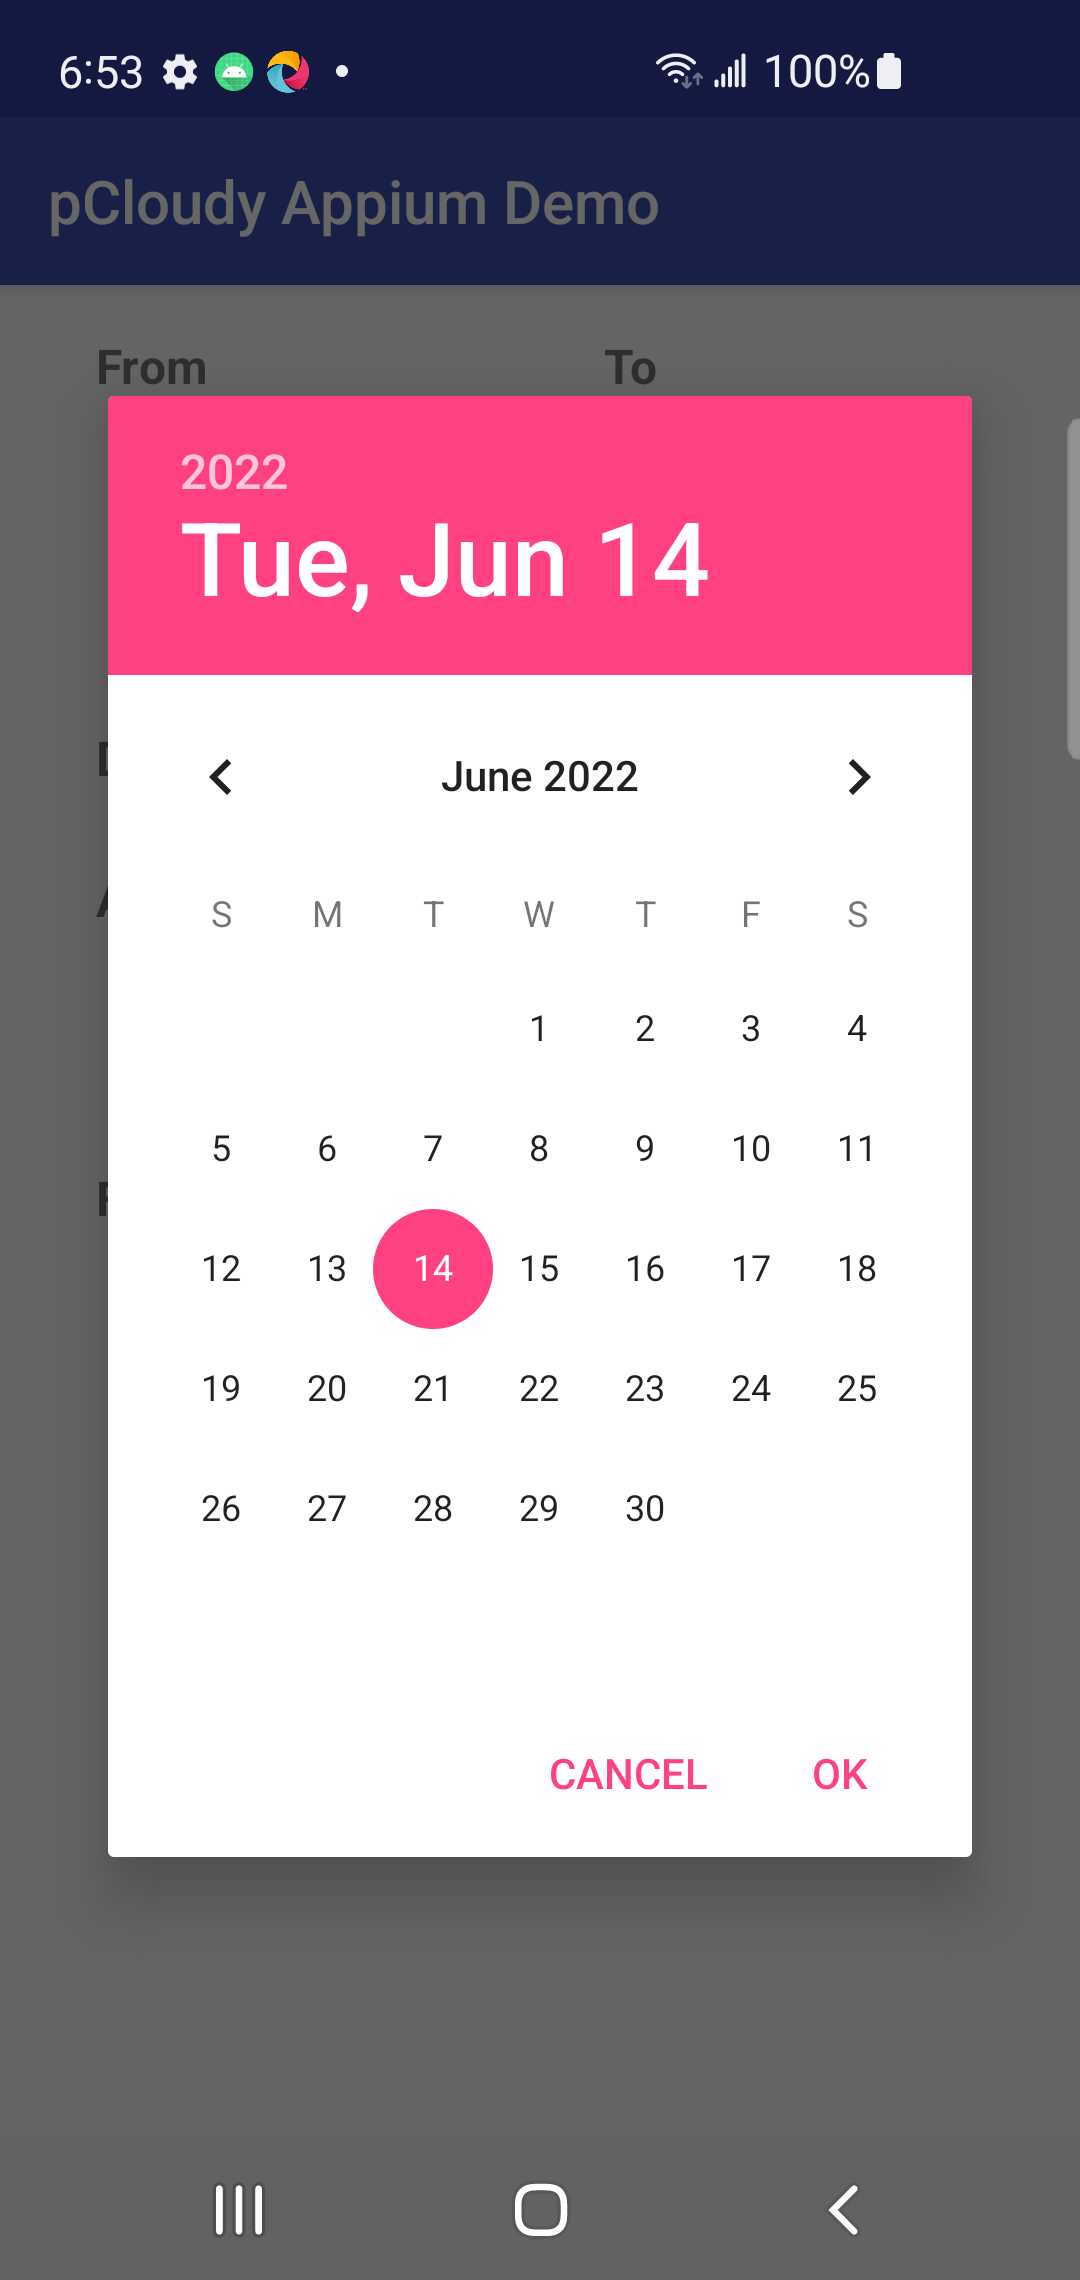 6:53 100%
pCloudy Appium Demo
From To
2022
Tue, Jun 14
June 2022
S M T W T F S
1 2 3 4
5 6 7 8 9 10 11
12 13 14 15 16 17 18
19 20 21 22 23 24 25
26 27 28 29 30
CANCEL OK